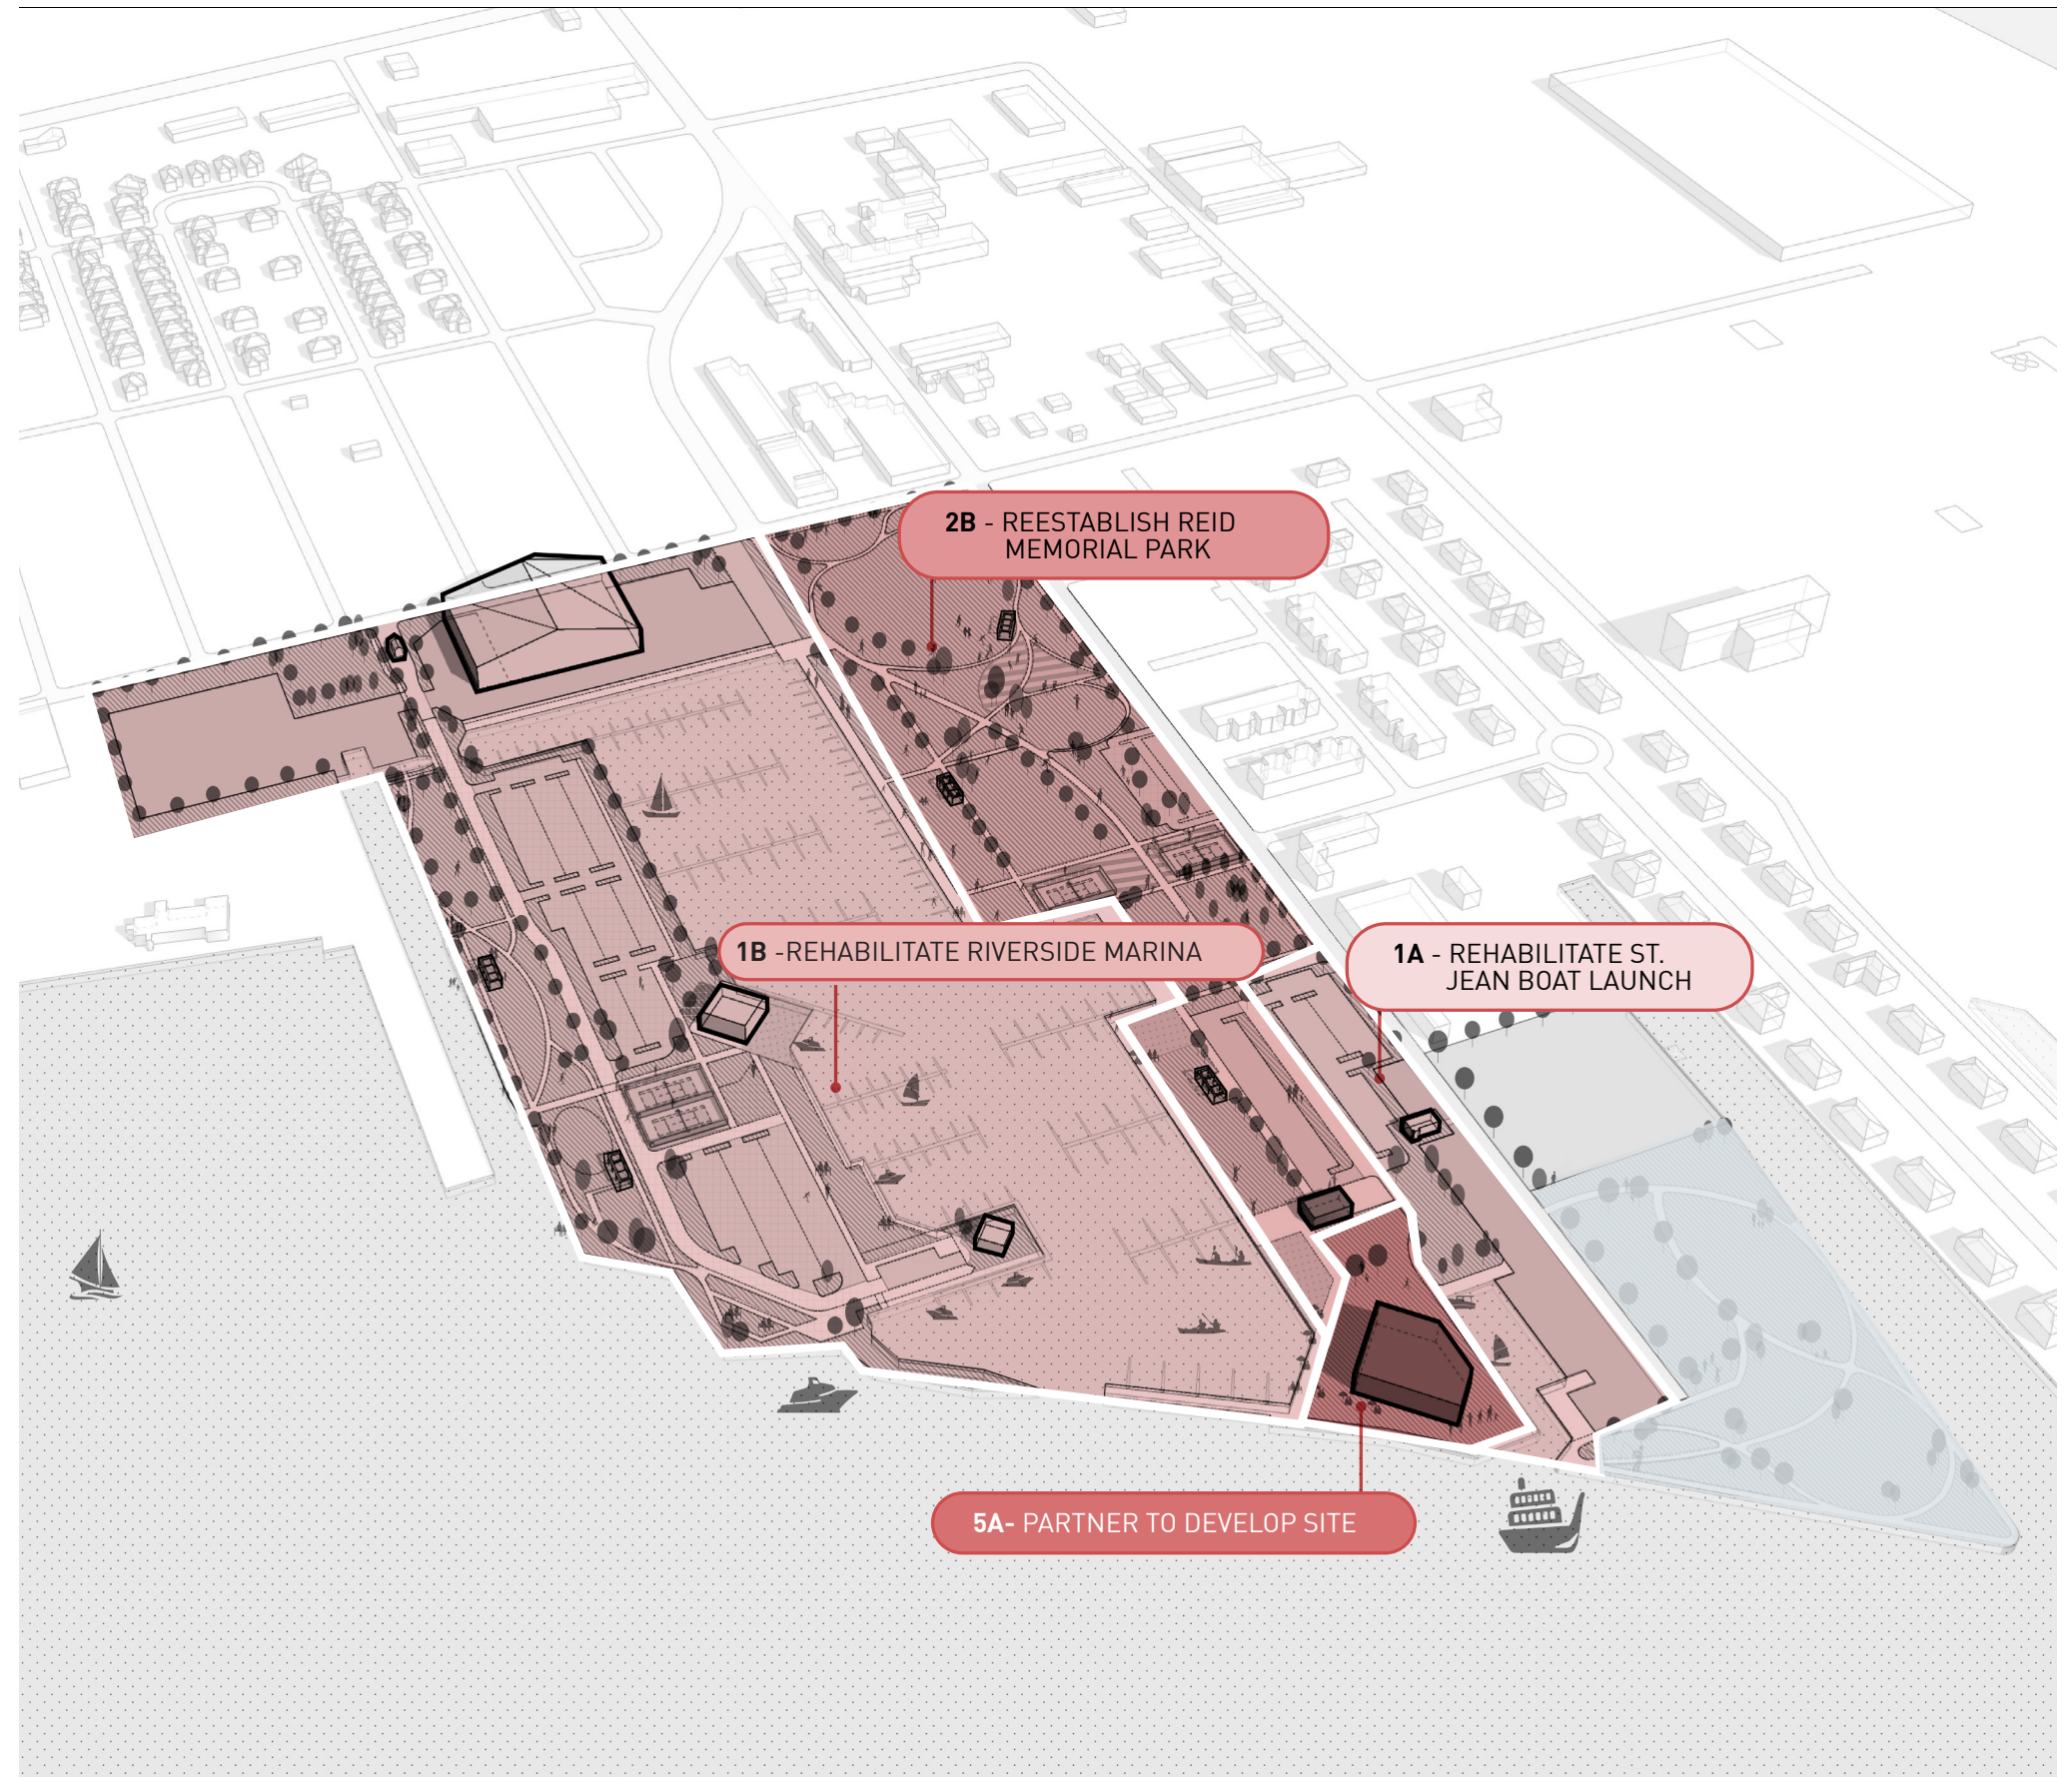 2B - REESTABLISH REID
MEMORIAL PARK
1B -REHABILITATE RIVERSIDE MARINA
1A - REHABILITATE ST.
JEAN BOAT LAUNCH
5A- PARTNER TO DEVELOP SITE